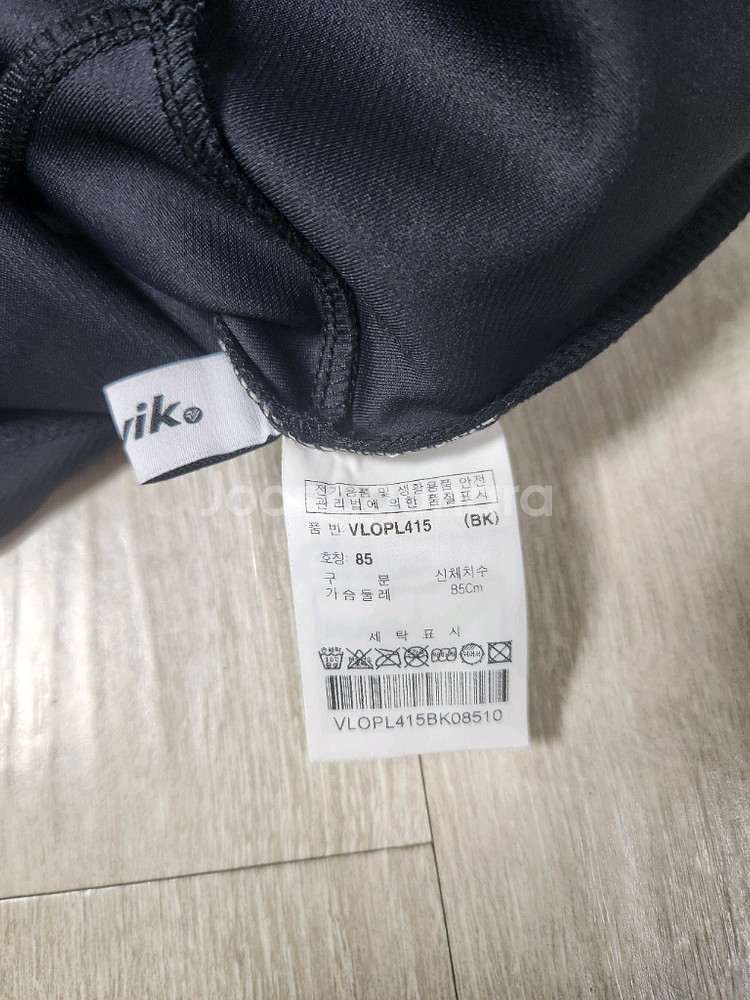 vik.
전기용품 및 생활용품 안전
관리법에 의한 품질표시
품 번: VLOPL415 (BK)
호칭: 85
구 분 신체치수
가슴둘레 85Cm
세 탁 표 시
VLOPL415BK08510